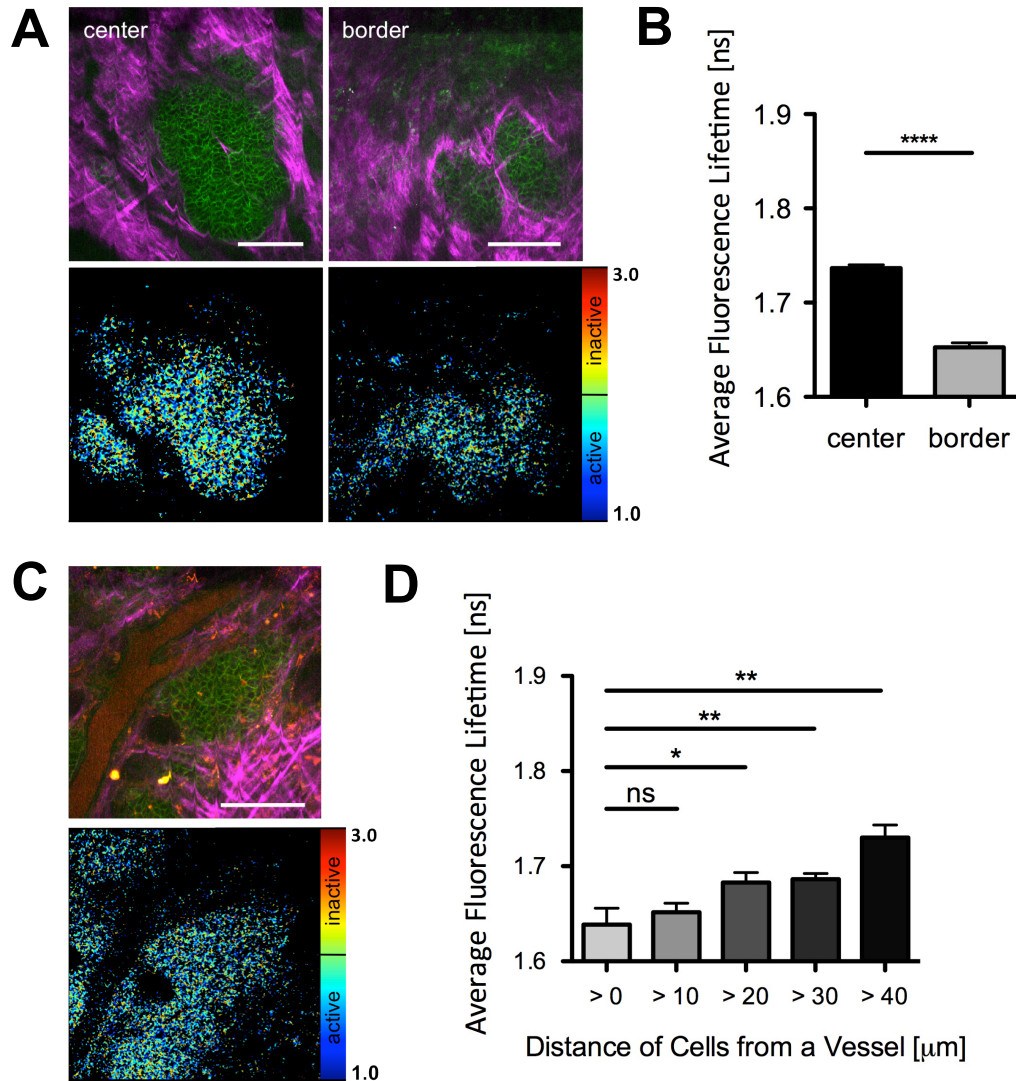 A
center
border
3.0
inactive
active
1.0
B
Average Fluorescence Lifetime [ns]
1.9
1.8
1.7
1.6
****
center
border
C
3.0
inactive
active
1.0
D
Average Fluorescence Lifetime [ns]
1.9
1.8
1.7
1.6
**
**
*
ns
> 0 > 10 > 20 > 30 > 40
Distance of Cells from a Vessel [μm]